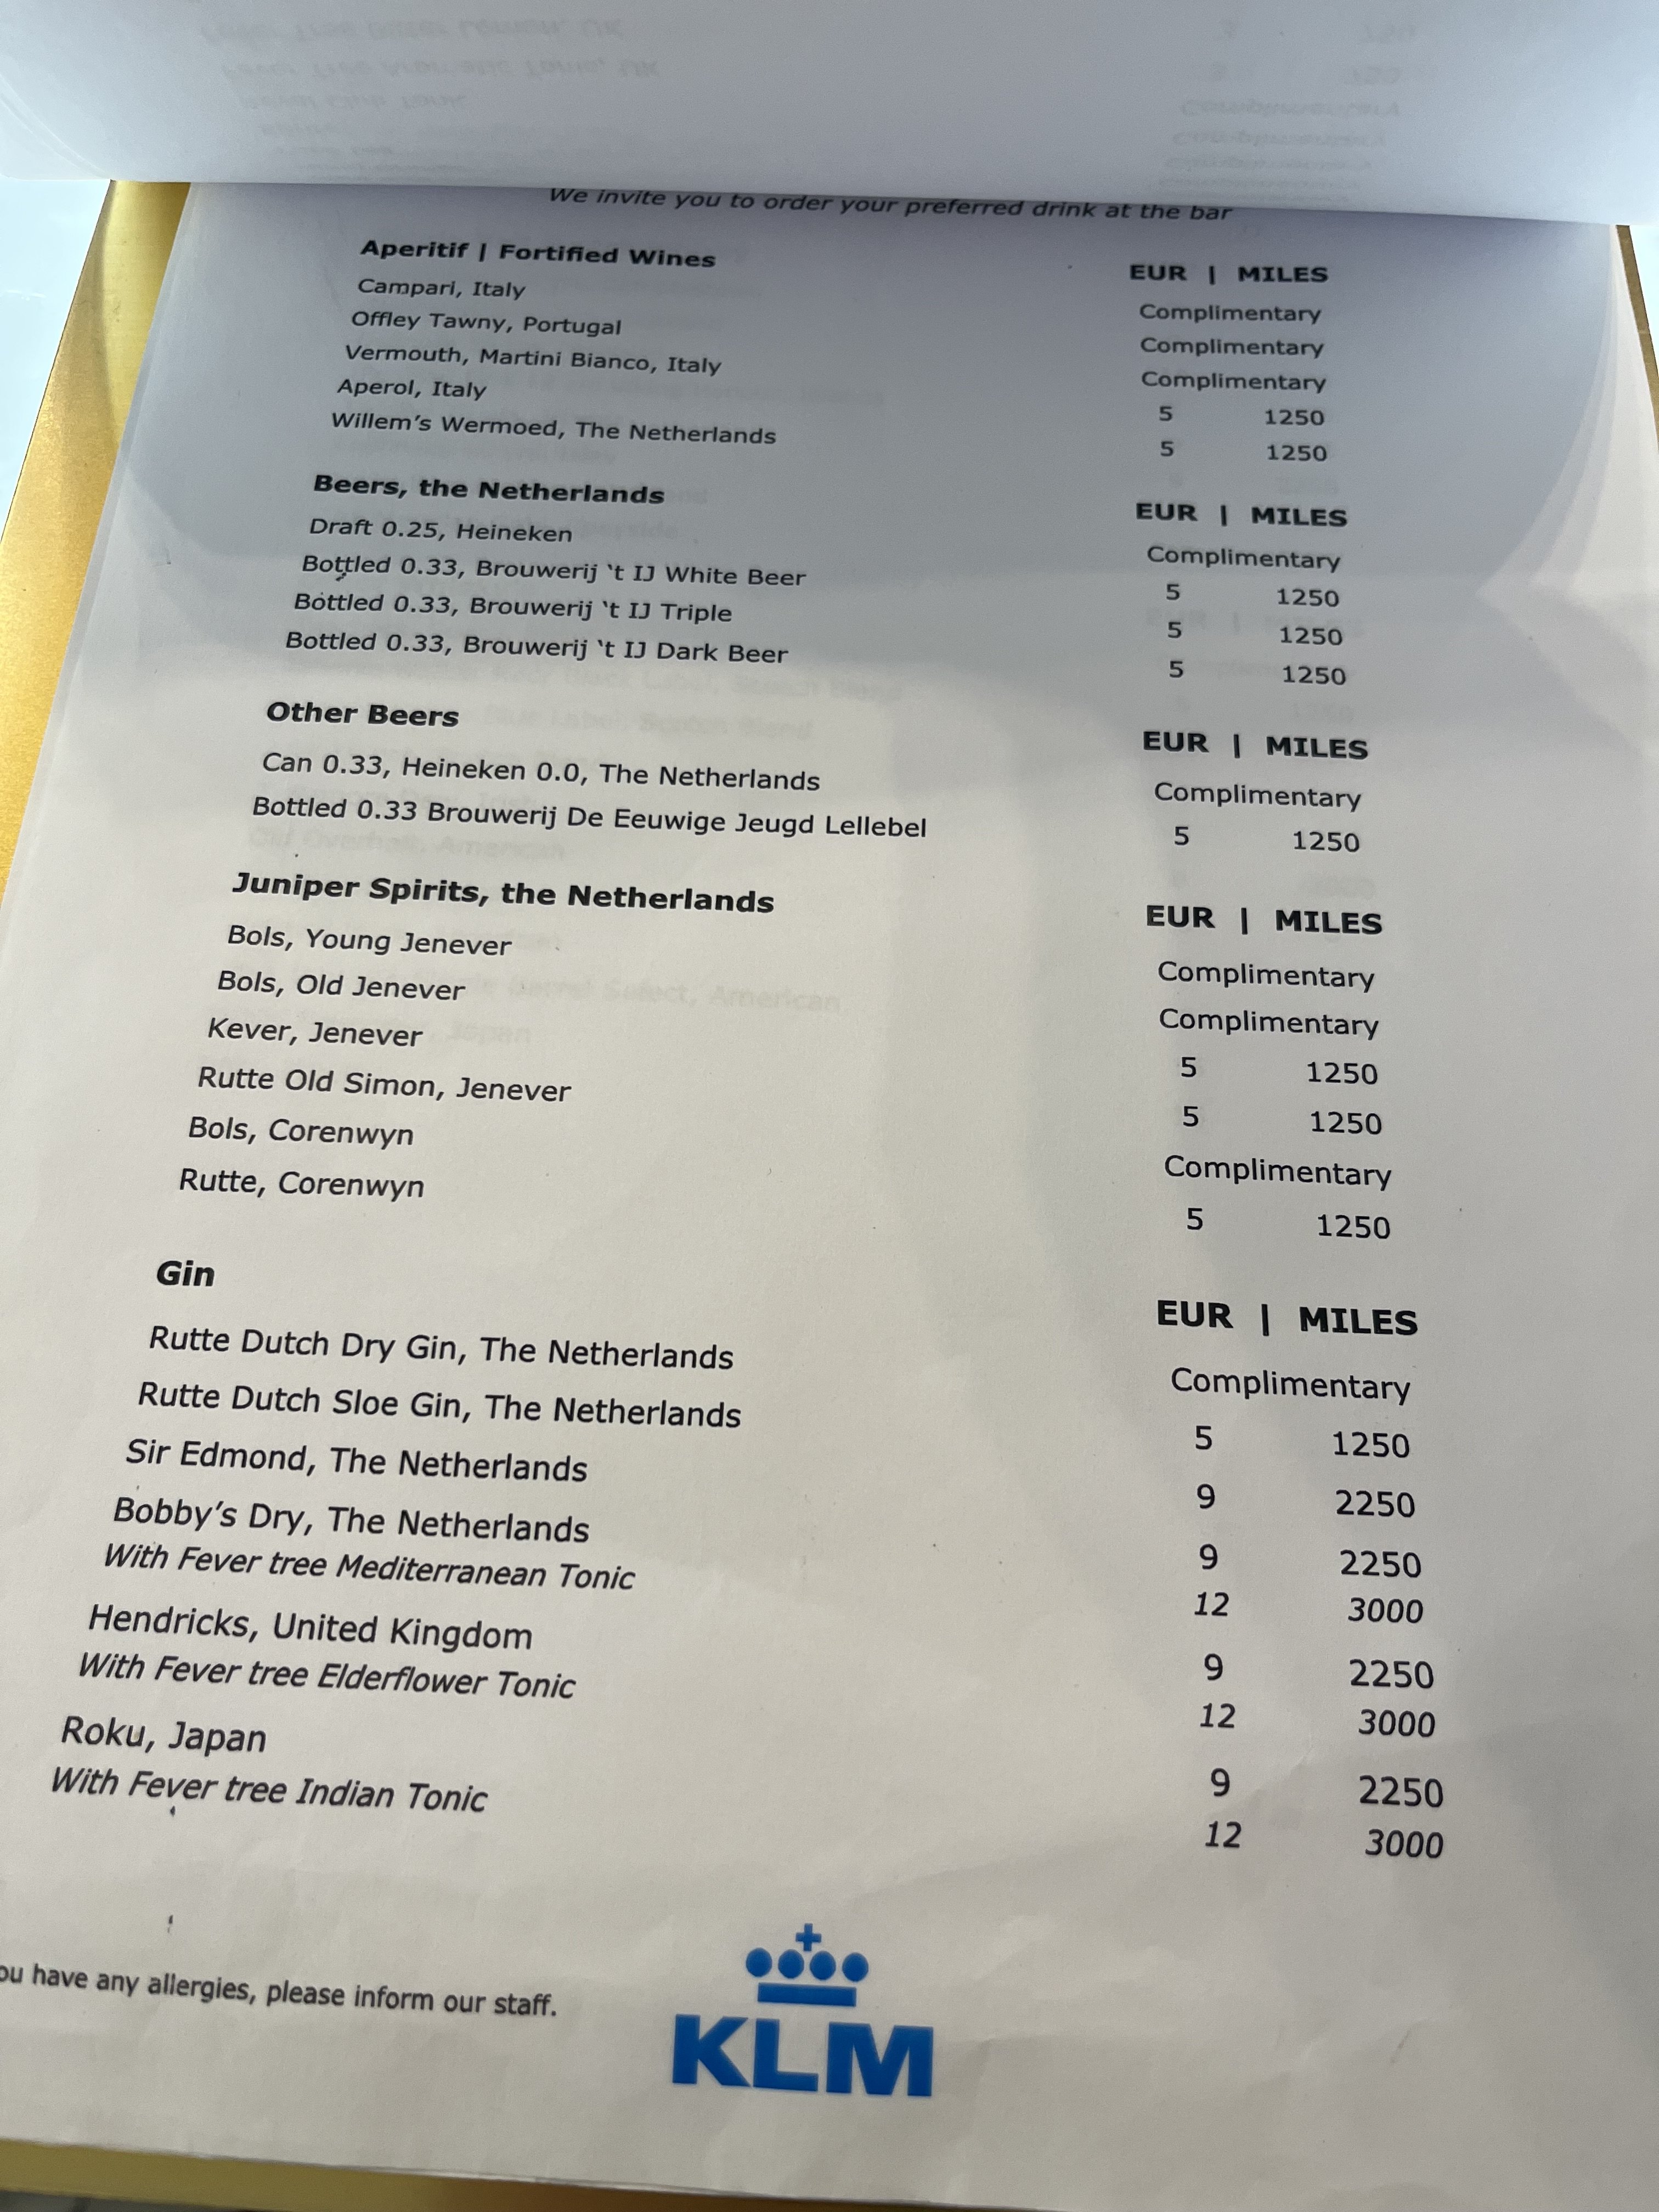 We invite you to order your preferred drink at the bar
Aperitif | Fortified Wines EUR | MILES
Campari, Italy Complimentary
Offley Tawny, Portugal Complimentary
Vermouth, Martini Bianco, Italy Complimentary
Aperol, Italy 5 1250
Willem's Wermoed, The Netherlands 5 1250
Beers, the Netherlands EUR | MILES
Draft 0.25, Heineken Complimentary
Bottled 0.33, Brouwerij 't IJ White Beer 5 1250
Bottled 0.33, Brouwerij 't IJ Triple 5 1250
Bottled 0.33, Brouwerij 't IJ Dark Beer 5 1250
Other Beers EUR | MILES
Can 0.33, Heineken 0.0, The Netherlands Complimentary
Bottled 0.33 Brouwerij De Eeuwige Jeugd Lellebel 5 1250
Juniper Spirits, the Netherlands EUR | MILES
Bols, Young Jenever Complimentary
Bols, Old Jenever Complimentary
Kever, Jenever 5 1250
Rutte Old Simon, Jenever 5 1250
Bols, Corenwyn Complimentary
Rutte, Corenwyn 5 1250
Gin EUR | MILES
Rutte Dutch Dry Gin, The Netherlands Complimentary
Rutte Dutch Sloe Gin, The Netherlands 5 1250
Sir Edmond, The Netherlands 9 2250
Bobby's Dry, The Netherlands 9 2250
With Fever tree Mediterranean Tonic 12 3000
Hendricks, United Kingdom 9 2250
With Fever tree Elderflower Tonic 12 3000
Roku, Japan 9 2250
With Fever tree Indian Tonic 12 3000
ou have any allergies, please inform our staff.
KLM